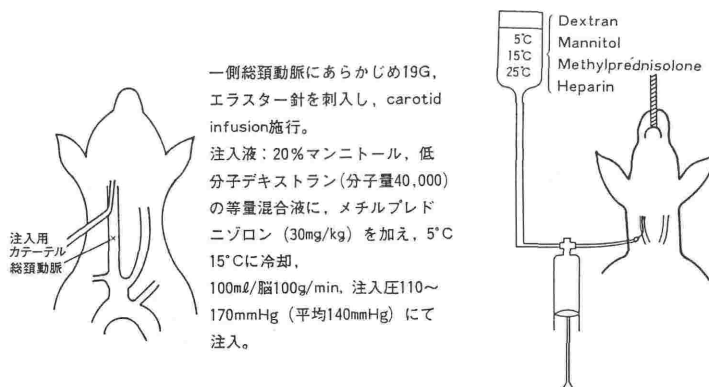 一側総頸動脈にあらかじめ19G,
エラスター針を刺入し, carotid
infusion施行。
注入液：20％マンニトール，低
分子デキストラン(分子量40,000)
の等量混合液に，メチルプレド
ニゾロン（30mg/kg）を加え，5°C
15°Cに冷却，
100mℓ/脳100g/min, 注入圧110〜
170mmHg（平均140mmHg）にて
注入。
注入用
カテーテル
総頸動脈
5°C
15°C
25°C
Dextran
Mannitol
Methylprednisolone
Heparin